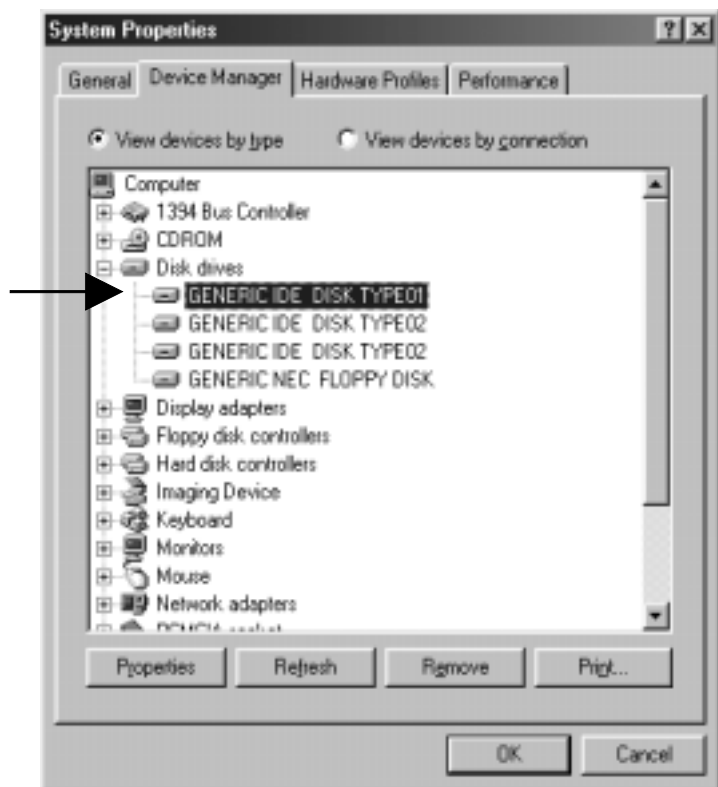 System Properties
General Device Manager Hardware Profiles Performance
View devices by type View devices by connection
Computer
1394 Bus Controller
CDROM
Disk drives
GENERIC IDE DISK TYPE01
GENERIC IDE DISK TYPE02
GENERIC IDE DISK TYPE02
GENERIC NEC FLOPPY DISK
Display adapters
Floppy disk controllers
Hard disk controllers
Imaging Device
Keyboard
Monitors
Mouse
Network adapters
PCMCIA socket
Properties Refresh Remove Print...
OK Cancel